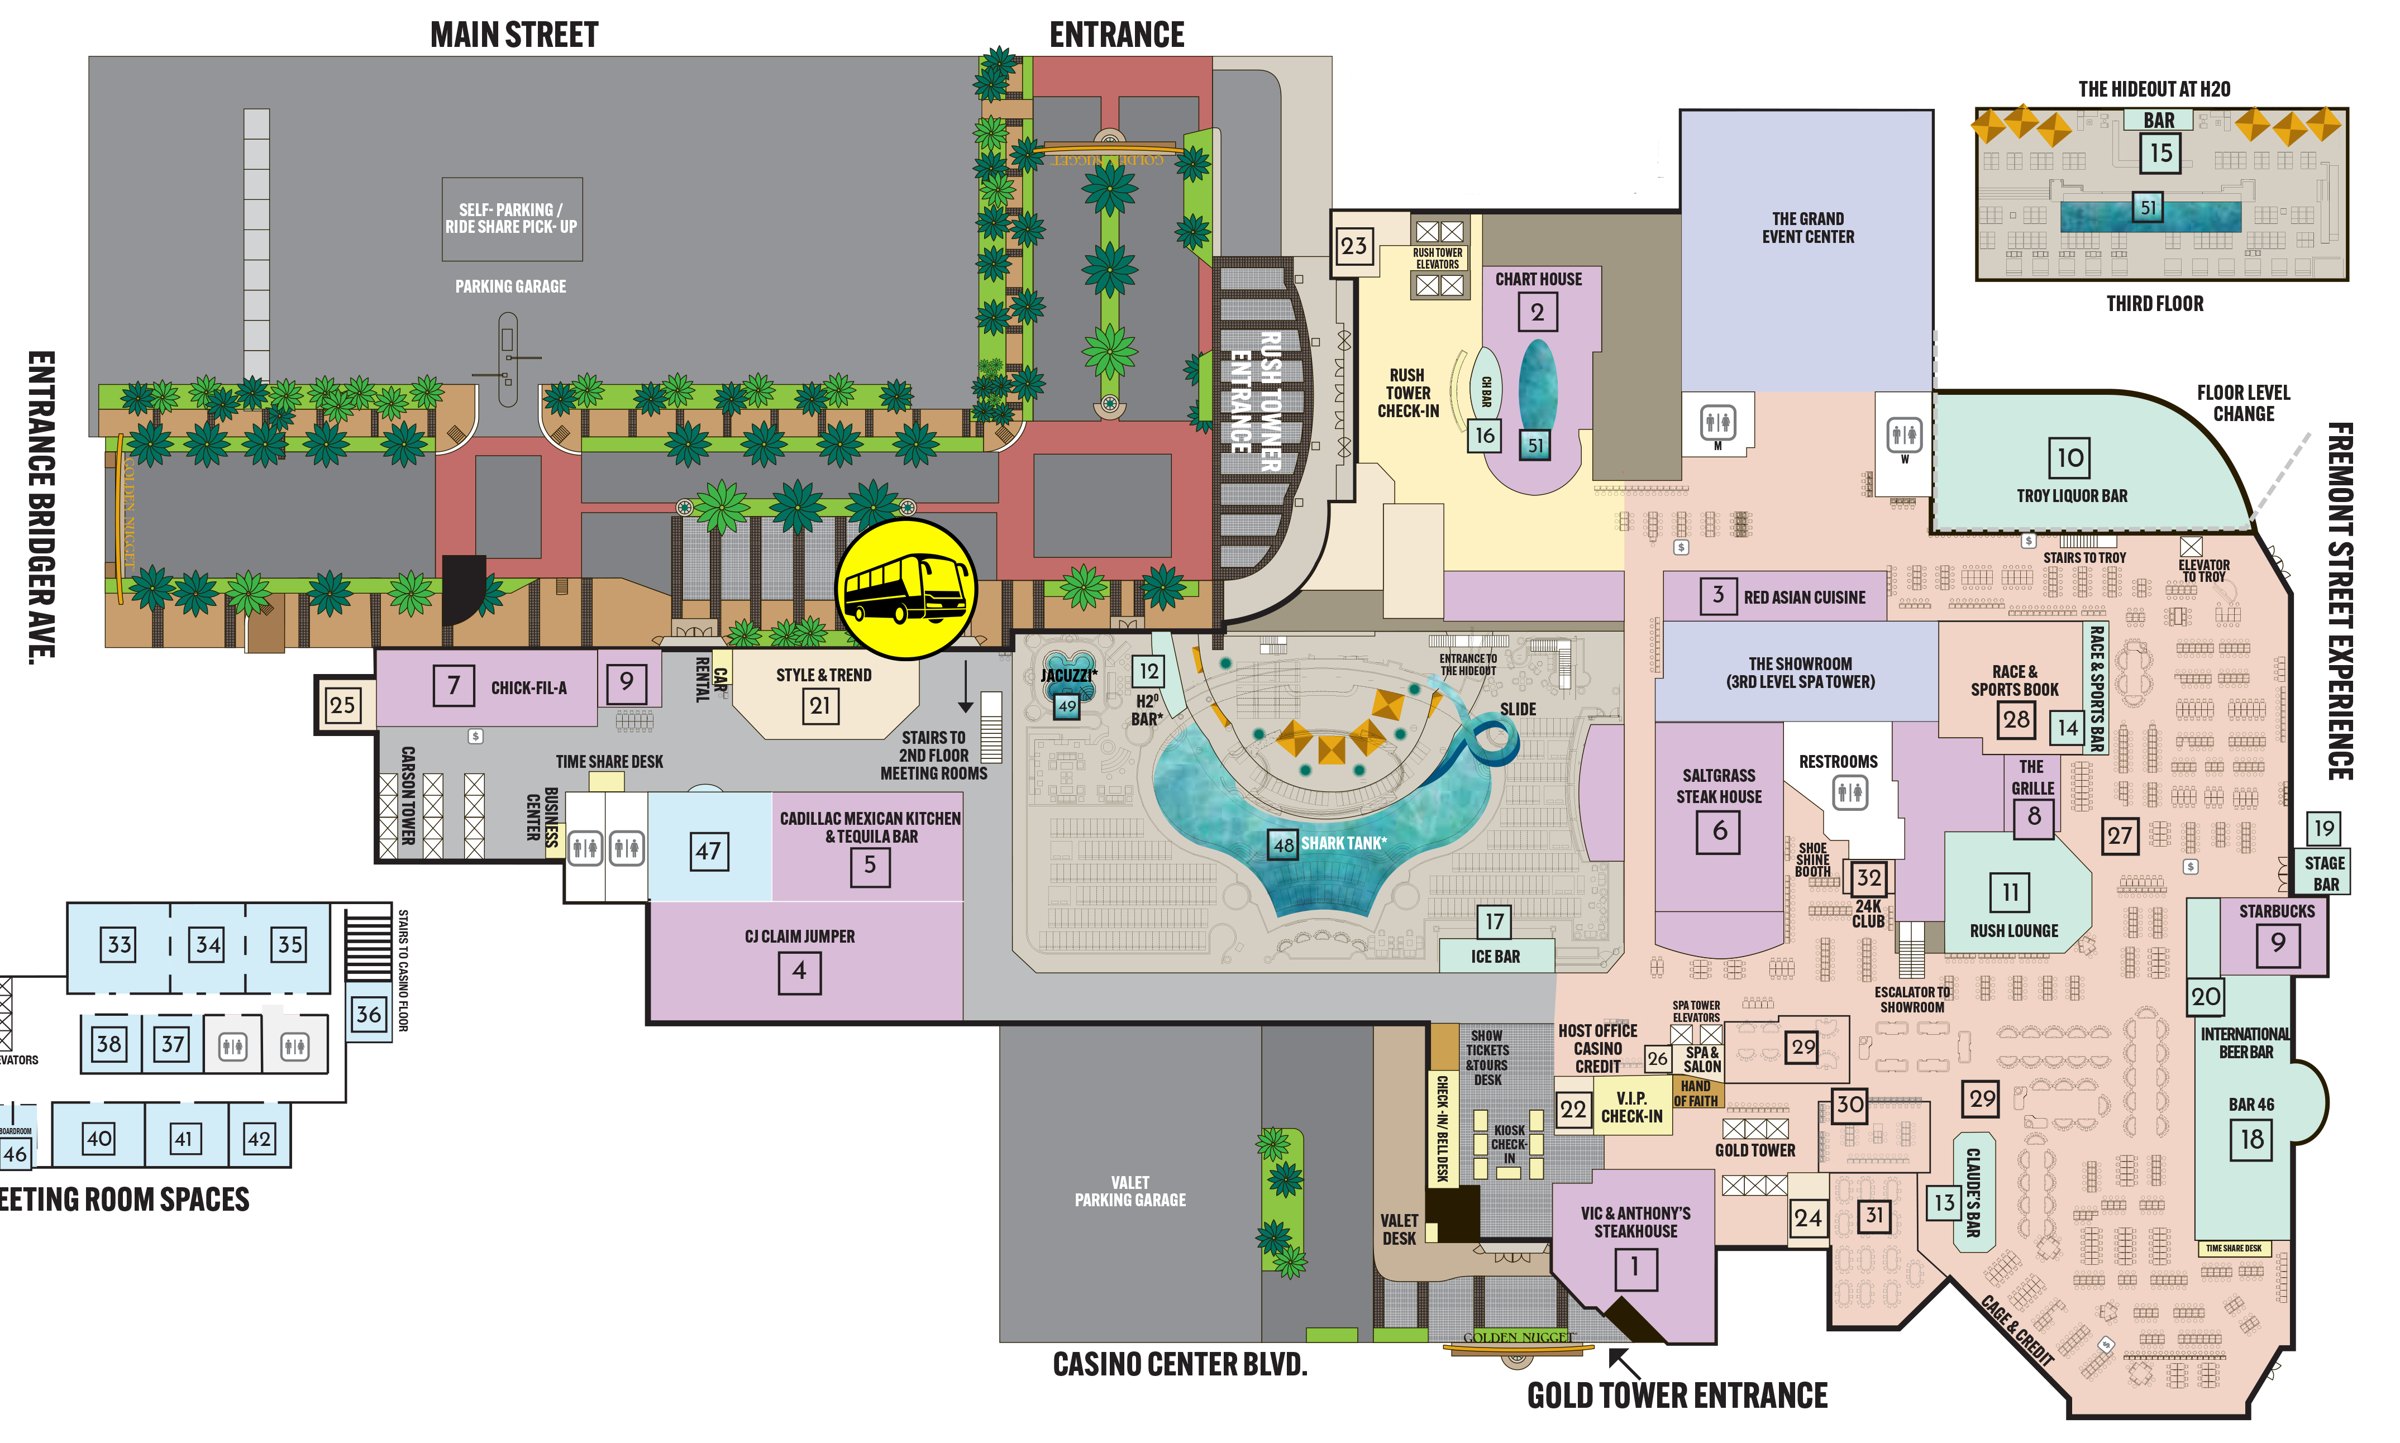 MAIN STREET
ENTRANCE
THE HIDEOUT AT H20
BAR
15
51
THIRD FLOOR
SELF- PARKING /
RIDE SHARE PICK- UP
PARKING GARAGE
GOLDEN NUGGET
ENTRANCE BRIDGER AVE.
GOLDEN NUGGET
RUSH TOWNER
ENTRANCE
23
RUSH TOWER
ELEVATORS
CHART HOUSE
2
RUSH
TOWER
CHECK-IN
CH BAR
16
51
THE GRAND
EVENT CENTER
M
W
10
TROY LIQUOR BAR
FLOOR LEVEL
CHANGE
FREMONT STREET EXPERIENCE
$
$
STAIRS TO TROY
ELEVATOR
TO TROY
3
RED ASIAN CUISINE
THE SHOWROOM
(3RD LEVEL SPA TOWER)
RACE &
SPORTS BOOK
28
14
RACE & SPORTS BAR
25
7
CHICK-FIL-A
9
CAR
RENTAL
STYLE & TREND
21
$
STAIRS TO
2ND FLOOR
MEETING ROOMS
CARSON TOWER
TIME SHARE DESK
BUSINESS
CENTER
47
CADILLAC MEXICAN KITCHEN
& TEQUILA BAR
5
CJ CLAIM JUMPER
4
JACUZZI*
49
12
H2⁰
BAR*
ENTRANCE TO
THE HIDEOUT
SLIDE
48
SHARK TANK*
17
ICE BAR
SALTGRASS
STEAK HOUSE
6
RESTROOMS
SHOE
SHINE
BOOTH
32
24K
CLUB
THE
GRILLE
8
27
$
11
RUSH LOUNGE
19
STAGE
BAR
STARBUCKS
9
20
INTERNATIONAL
BEER BAR
BAR 46
18
TIME SHARE DESK
ESCALATOR TO
SHOWROOM
SPA TOWER
ELEVATORS
HOST OFFICE
CASINO
CREDIT
26
SPA &
SALON
29
HAND
OF FAITH
22
V.I.P.
CHECK-IN
GOLD TOWER
30
29
24
31
13
CLAUDE'S BAR
CAGE & CREDIT
$
SHOW
TICKETS
&TOURS
DESK
CHECK -IN/ BELL DESK
KIOSK
CHECK-
IN
VALET
DESK
VIC & ANTHONY'S
STEAKHOUSE
1
VALET
PARKING GARAGE
GOLDEN NUGGET
CASINO CENTER BLVD.
GOLD TOWER ENTRANCE
33
34
35
STAIRS TO CASINO FLOOR
36
38
37
EVATORS
BOARDROOM
46
40
41
42
EETING ROOM SPACES